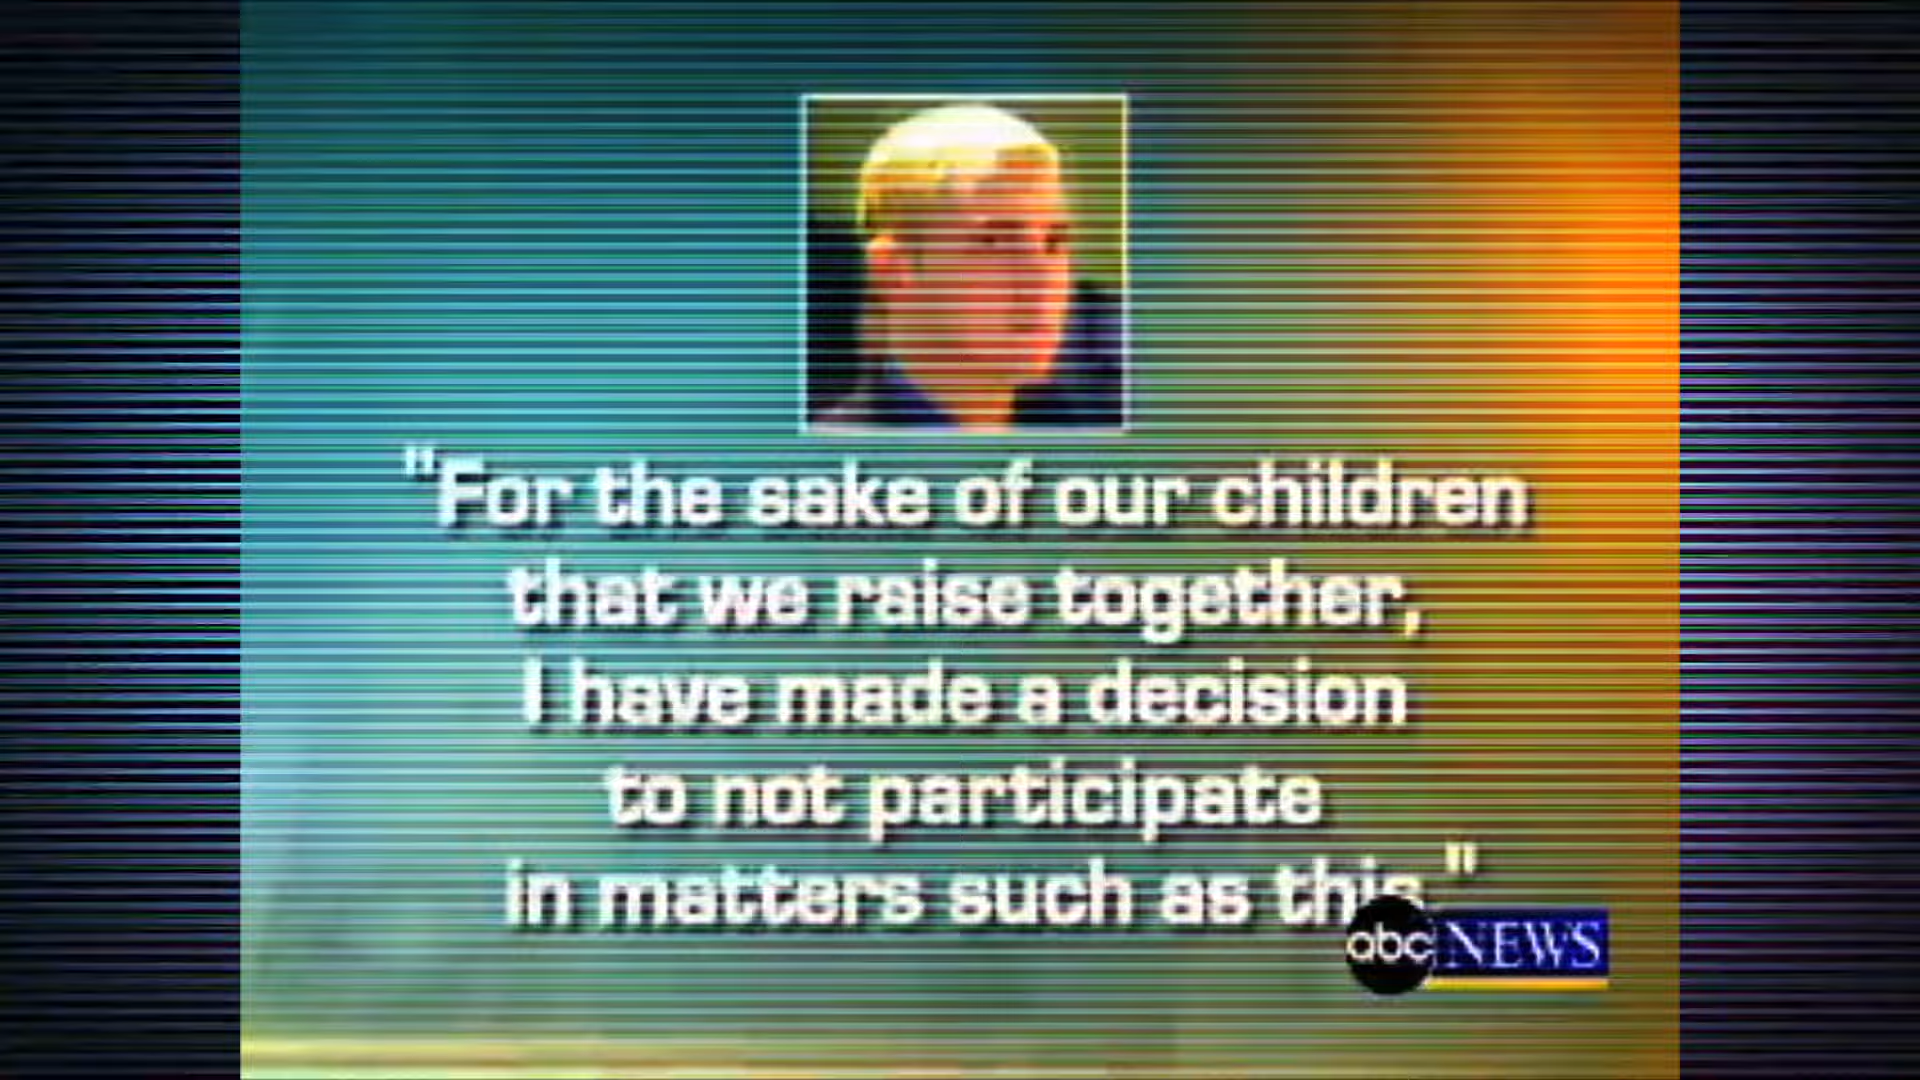 "For the sake of our children
that we raise together,
I have made a decision
to not participate
in matters such as this."
abc NEWS